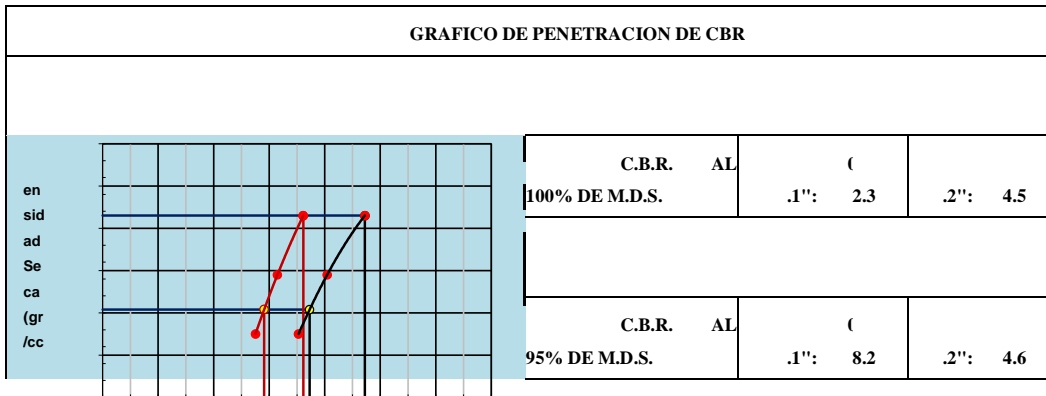 GRAFICO DE PENETRACION DE CBR
en
sid
ad
Se
ca
(gr
/cc
C.B.R. AL
100% DE M.D.S. .1": 2.3 .2": 4.5
C.B.R. AL
95% DE M.D.S. .1": 8.2 .2": 4.6